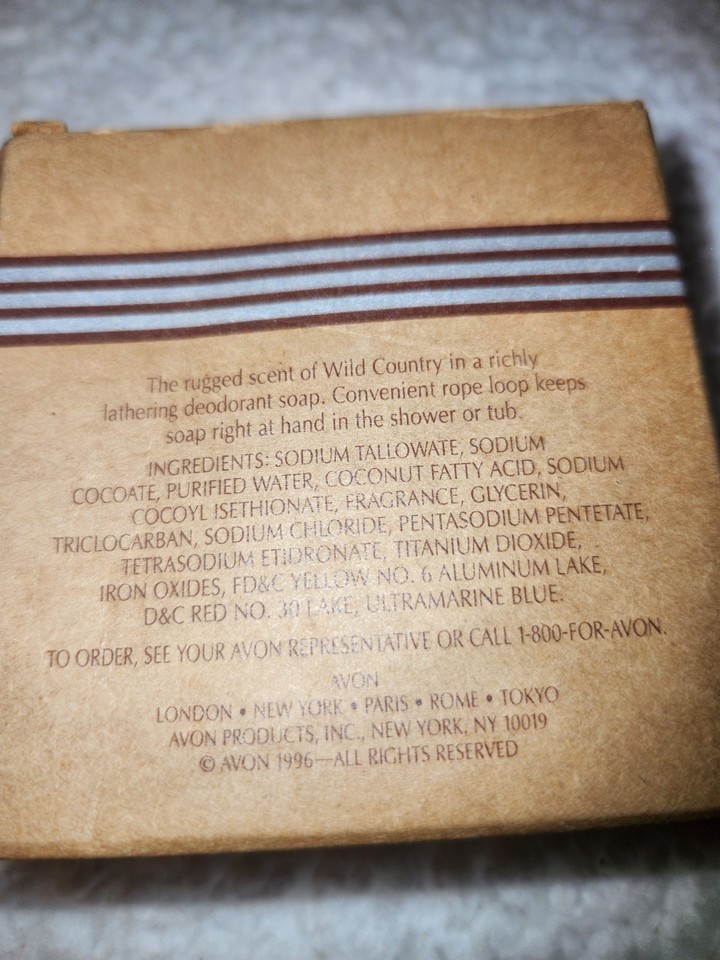 The rugged scent of Wild Country in a richly
lathering deodorant soap. Convenient rope loop keeps
soap right at hand in the shower or tub.
INGREDIENTS: SODIUM TALLOWATE, SODIUM
COCOATE, PURIFIED WATER, COCONUT FATTY ACID, SODIUM
COCOYL ISETHIONATE, FRAGRANCE, GLYCERIN,
TRICLOCARBAN, SODIUM CHLORIDE, PENTASODIUM PENTETATE,
TETRASODIUM ETIDRONATE, TITANIUM DIOXIDE,
IRON OXIDES, FD&C YELLOW NO. 6 ALUMINUM LAKE,
D&C RED NO. 30 LAKE, ULTRAMARINE BLUE.
TO ORDER, SEE YOUR AVON REPRESENTATIVE OR CALL 1-800-FOR-AVON.
AVON
LONDON • NEW YORK • PARIS • ROME • TOKYO
AVON PRODUCTS, INC., NEW YORK, NY 10019
© AVON 1996—ALL RIGHTS RESERVED